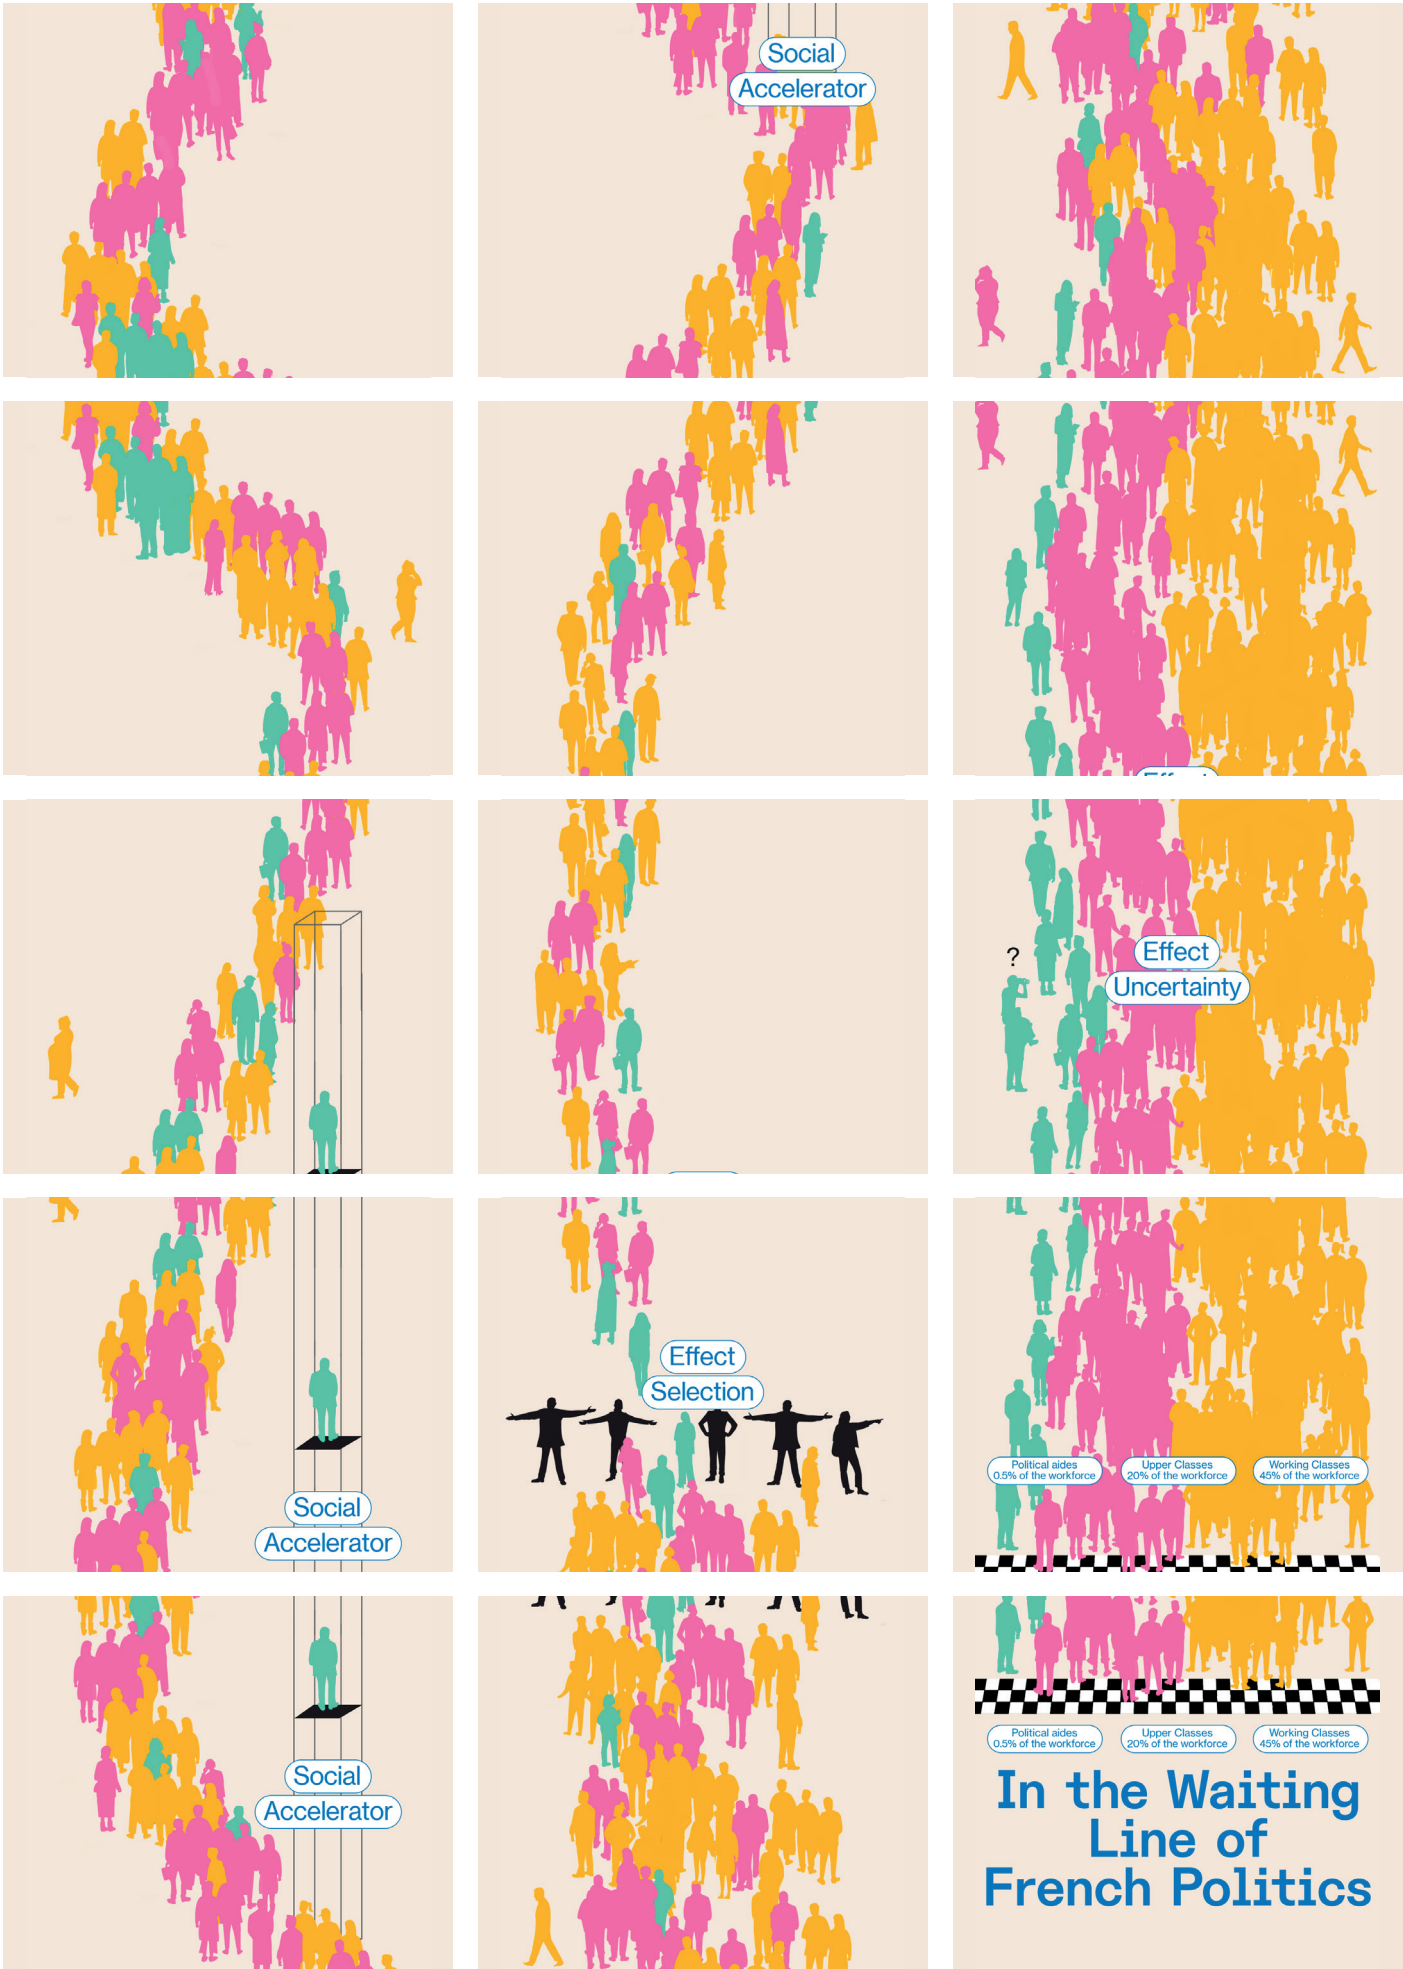 Social
Accelerator
?
Effect
Uncertainty
Social
Accelerator
Effect
Selection
Political aides
0.5% of the workforce
Upper Classes
20% of the workforce
Working Classes
45% of the workforce
Social
Accelerator
Political aides
0.5% of the workforce
Upper Classes
20% of the workforce
Working Classes
45% of the workforce
In the Waiting
Line of
French Politics